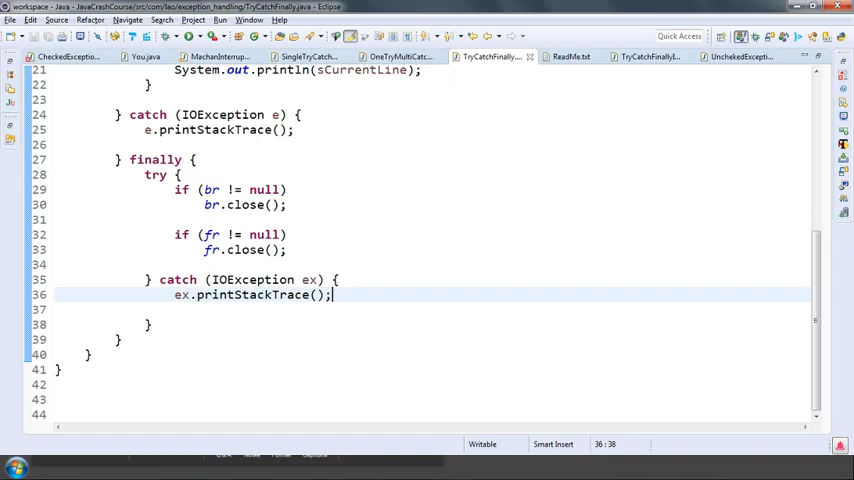 workspace - Java - JavaCrashCourse/src/com/lao/exception_handling/TryCatchFinally.java - Eclipse
File Edit Source Refactor Navigate Search Project Run Window Help
Quick Access
CheckedException... You.java MachanInterrup... SingleTryCatch... OneTryMultiCatc... TryCatchFinally.... ReadMe.txt TryCatchFinallyI... UncheckedExcepti...
21 System.out.println(sCurrentLine);
22 }
23
24 } catch (IOException e) {
25 e.printStackTrace();
26
27 } finally {
28 try {
29 if (br != null)
30 br.close();
31
32 if (fr != null)
33 fr.close();
34
35 } catch (IOException ex) {
36 ex.printStackTrace();
37
38 }
39 }
40 }
41 }
42
43
44
Writable Smart Insert 36 : 38